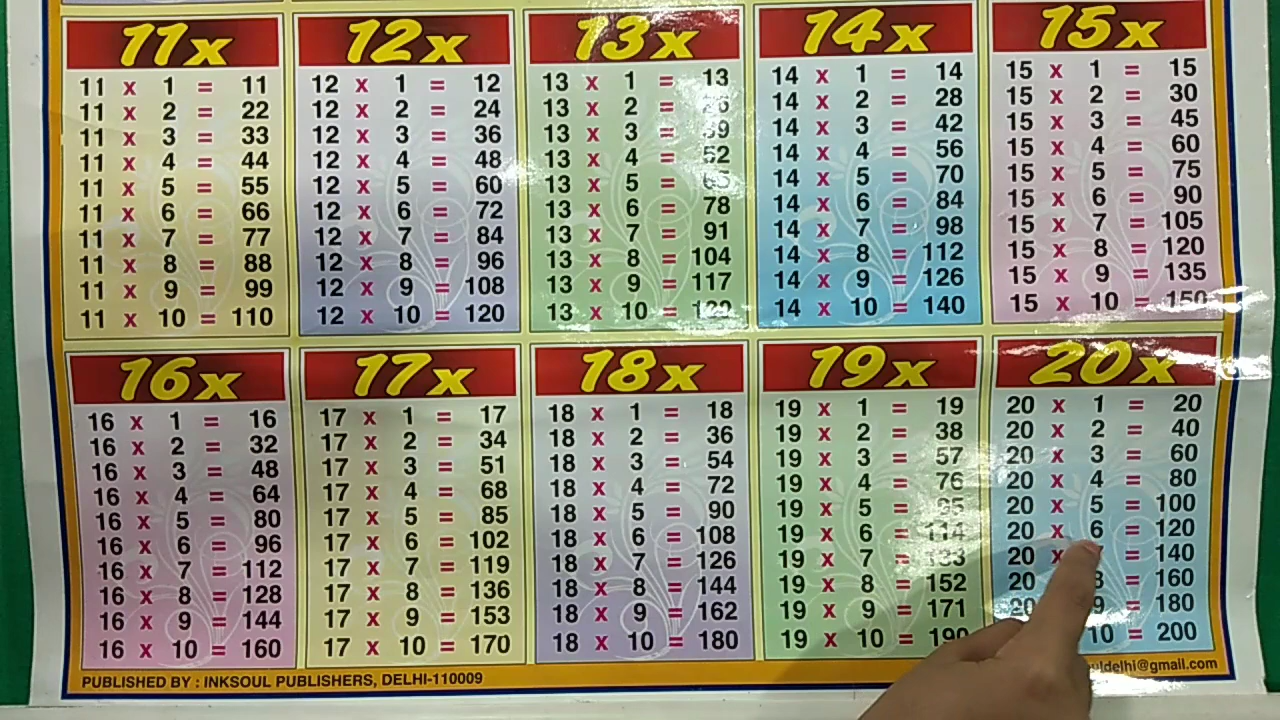 11x
11 x 1 = 11
11 x 2 = 22
11 x 3 = 33
11 x 4 = 44
11 x 5 = 55
11 x 6 = 66
11 x 7 = 77
11 x 8 = 88
11 x 9 = 99
11 x 10 = 110
12x
12 x 1 = 12
12 x 2 = 24
12 x 3 = 36
12 x 4 = 48
12 x 5 = 60
12 x 6 = 72
12 x 7 = 84
12 x 8 = 96
12 x 9 = 108
12 x 10 = 120
13x
13 x 1 = 13
13 x 2 = 26
13 x 3 = 39
13 x 4 = 52
13 x 5 = 65
13 x 6 = 78
13 x 7 = 91
13 x 8 = 104
13 x 9 = 117
13 x 10 =
14x
14 x 1 = 14
14 x 2 = 28
14 x 3 = 42
14 x 4 = 56
14 x 5 = 70
14 x 6 = 84
14 x 7 = 98
14 x 8 = 112
14 x 9 = 126
14 x 10 = 140
15x
15 x 1 = 15
15 x 2 = 30
15 x 3 = 45
15 x 4 = 60
15 x 5 = 75
15 x 6 = 90
15 x 7 = 105
15 x 8 = 120
15 x 9 = 135
15 x 10 = 150
16x
16 x 1 = 16
16 x 2 = 32
16 x 3 = 48
16 x 4 = 64
16 x 5 = 80
16 x 6 = 96
16 x 7 = 112
16 x 8 = 128
16 x 9 = 144
16 x 10 = 160
17x
17 x 1 = 17
17 x 2 = 34
17 x 3 = 51
17 x 4 = 68
17 x 5 = 85
17 x 6 = 102
17 x 7 = 119
17 x 8 = 136
17 x 9 = 153
17 x 10 = 170
18x
18 x 1 = 18
18 x 2 = 36
18 x 3 = 54
18 x 4 = 72
18 x 5 = 90
18 x 6 = 108
18 x 7 = 126
18 x 8 = 144
18 x 9 = 162
18 x 10 = 180
19x
19 x 1 = 19
19 x 2 = 38
19 x 3 = 57
19 x 4 = 76
19 x 5 = 95
19 x 6 = 114
19 x 7 = 133
19 x 8 = 152
19 x 9 = 171
19 x 10 = 190
20x
20 x 1 = 20
20 x 2 = 40
20 x 3 = 60
20 x 4 = 80
20 x 5 = 100
20 x 6 = 120
20 x = 140
20 8 = 160
20 9 = 180
10 = 200
PUBLISHED BY : INKSOUL PUBLISHERS, DELHI-110009
uldelhi@gmail.com